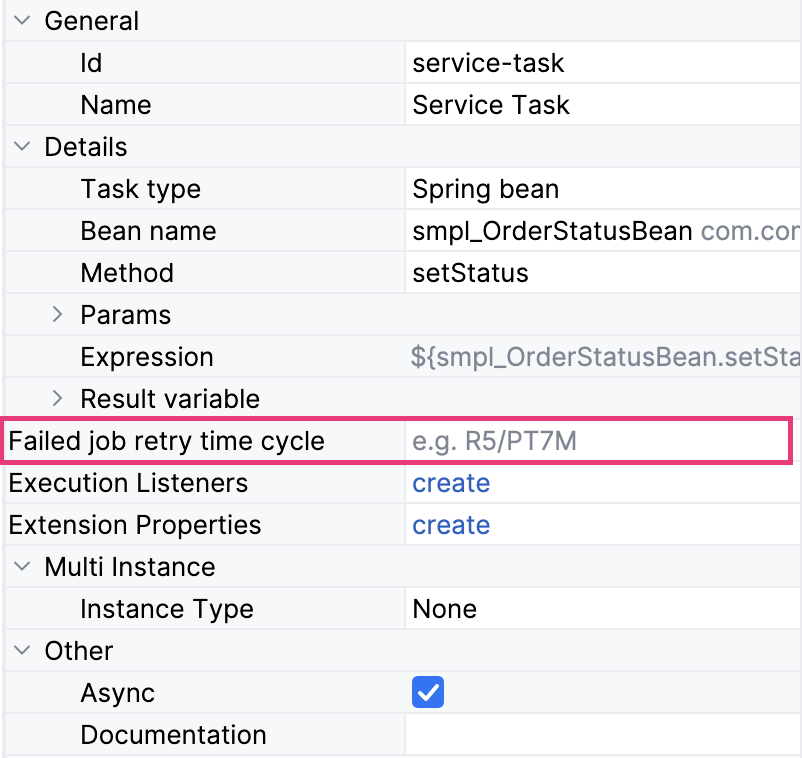 General
Id service-task
Name Service Task
Details
Task type Spring bean
Bean name smpl_OrderStatusBean com.com
Method setStatus
Params
Expression ${smpl_OrderStatusBean.setSta
Result variable
Failed job retry time cycle e.g. R5/PT7M
Execution Listeners create
Extension Properties create
Multi Instance
Instance Type None
Other
Async
Documentation